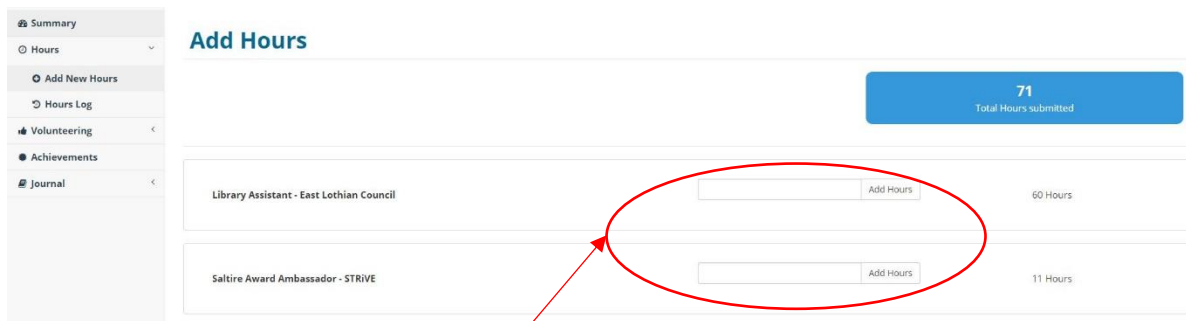 Summary
Hours
Add New Hours
Hours Log
Volunteering
Achievements
Journal
Add Hours
71
Total Hours submitted
Library Assistant - East Lothian Council Add Hours 60 Hours
Saltire Award Ambassador - STRiVE Add Hours 11 Hours